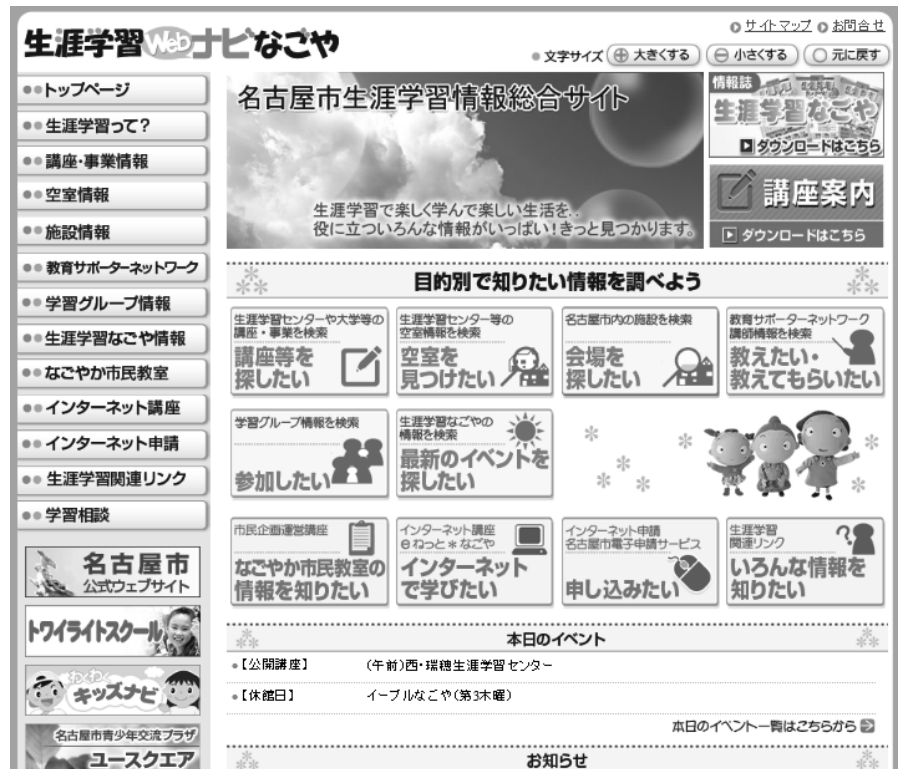 生涯学習Webナビなごや
サイトマップ お問合せ
文字サイズ 大きくする 小さくする 元に戻す
トップページ
生涯学習って?
講座・事業情報
空室情報
施設情報
教育サポーターネットワーク
学習グループ情報
生涯学習なごや情報
なごやか市民教室
インターネット講座
インターネット申請
生涯学習関連リンク
学習相談
名古屋市
公式ウェブサイト
トワイライトスクール
わくわく
キッズナビ
名古屋市青少年交流プラザ
ユースクエア
名古屋市生涯学習情報総合サイト
生涯学習で楽しく学んで楽しい生活を..
役に立ついろんな情報がいっぱい!きっと見つかります。
情報誌
生涯学習なごや
ダウンロードはこちら
講座案内
ダウンロードはこちら
目的別で知りたい情報を調べよう
生涯学習センターや大学等の
講座・事業を検索
講座等を
探したい
生涯学習センター等の
空室情報を検索
空室を
見つけたい
名古屋市内の施設を検索
会場を
探したい
教育サポーターネットワーク
講師情報を検索
教えたい・
教えてもらいたい
学習グループ情報を検索
参加したい
生涯学習なごやの
情報を検索
最新のイベントを
探したい
市民企画運営講座
なごやか市民教室の
情報を知りたい
インターネット講座
eねっと*なごや
インターネット
で学びたい
インターネット申請
名古屋市電子申請サービス
申し込みたい
生涯学習
関連リンク
いろんな情報を
知りたい
本日のイベント
【公開講座】 (午前)西・瑞穂生涯学習センター
【休館日】 イーブルなごや(第3木曜)
本日のイベント一覧はこちらから
お知らせ